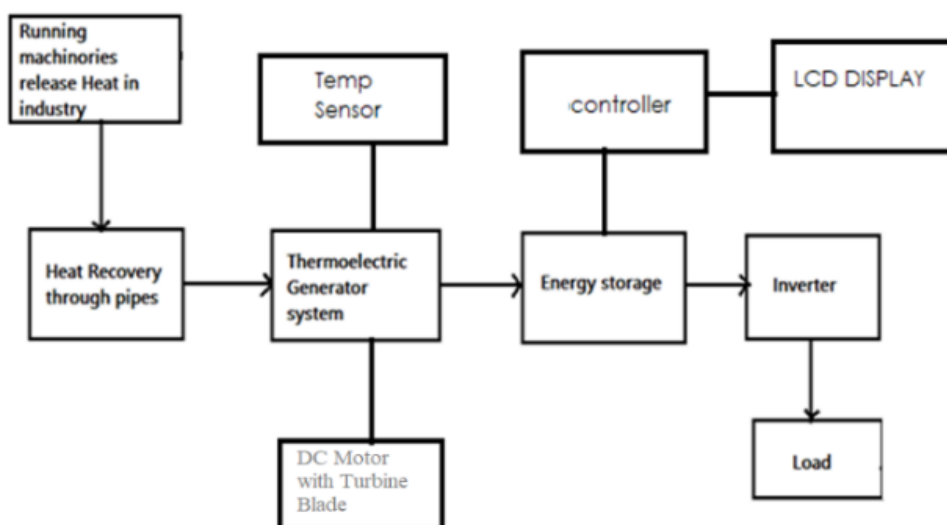 Running
machinories
release Heat in
industry
Temp
Sensor
controller
LCD DISPLAY
Heat Recovery
through pipes
Thermoelectric
Generator
system
Energy storage
Inverter
DC Motor
with Turbine
Blade
Load